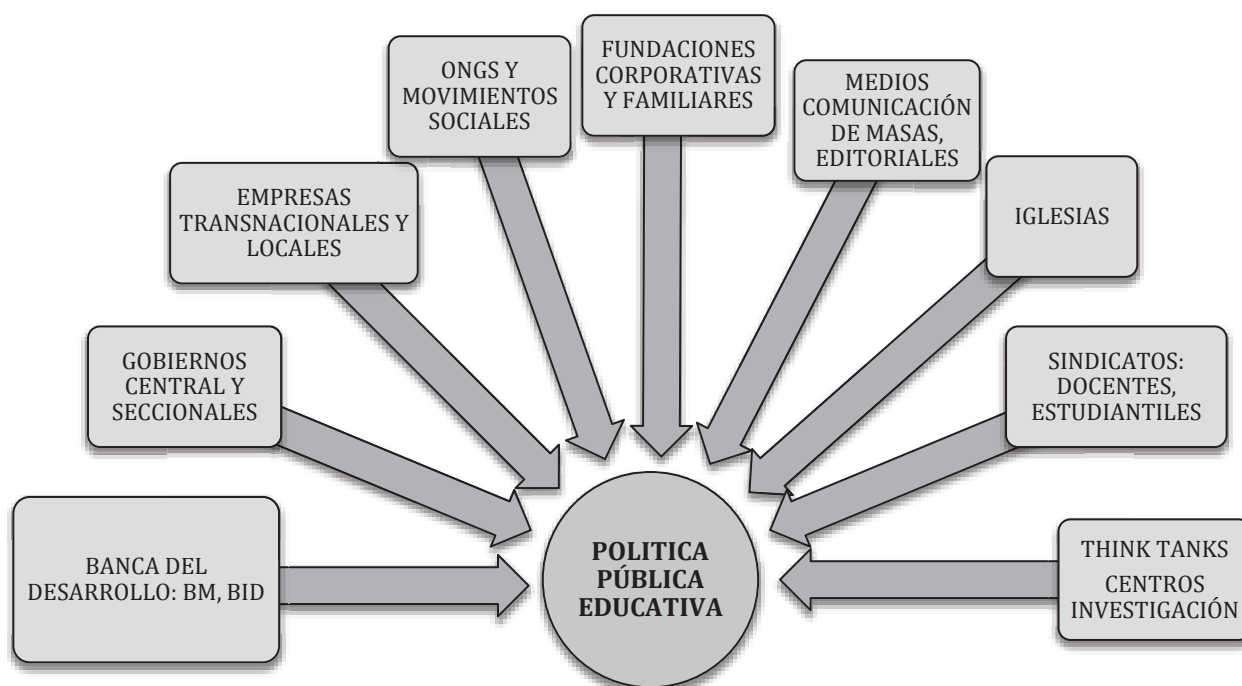 FUNDACIONES
CORPORATIVAS
Y FAMILIARES
ONGS Y
MOVIMIENTOS
SOCIALES
MEDIOS
COMUNICACIÓN
DE MASAS,
EDITORIALES
EMPRESAS
TRANSNACIONALES Y
LOCALES
IGLESIAS
GOBIERNOS
CENTRAL Y
SECCIONALES
SINDICATOS:
DOCENTES,
ESTUDIANTILES
BANCA DEL
DESARROLLO: BM, BID
POLITICA
PÚBLICA
EDUCATIVA
THINK TANKS
CENTROS
INVESTIGACIÓN